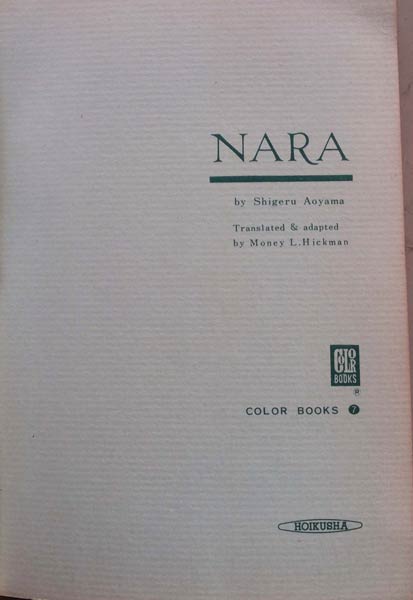 NARA
by Shigeru Aoyama
Translated & adapted
by Money L. Hickman
COLOR
BOOKS
®
COLOR BOOKS 7
HOIKUSHA